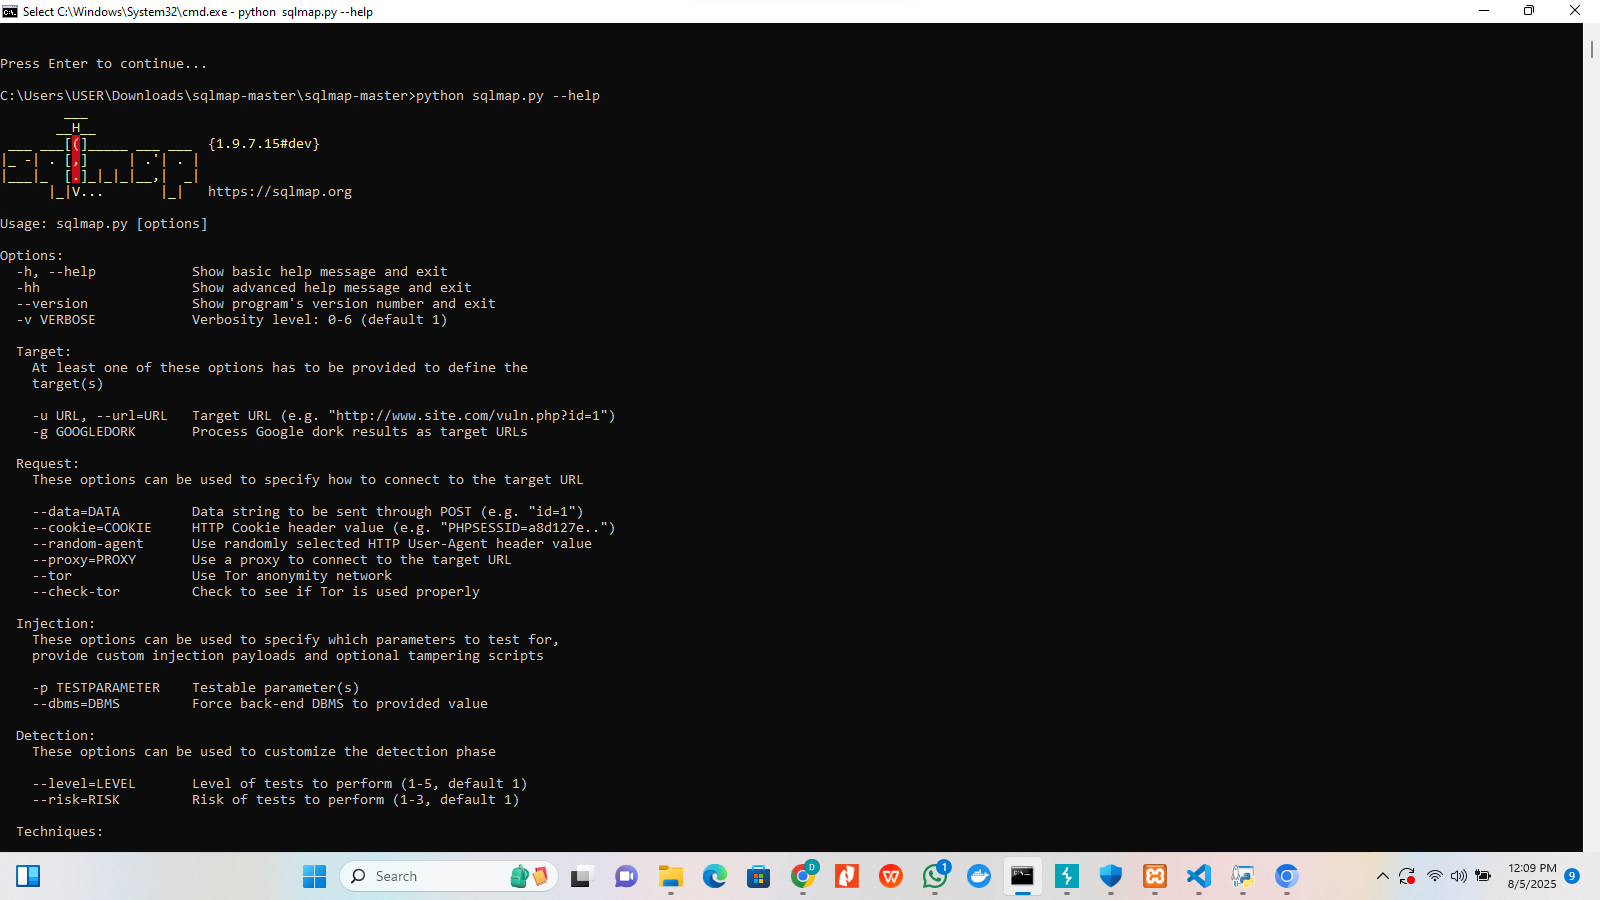 Select C:\Windows\System32\cmd.exe - python  sqlmap.py --help
Press Enter to continue...
C:\Users\USER\Downloads\sqlmap-master\sqlmap-master>python sqlmap.py --help
        ___
       __H__
 ___ ___[(]_____ ___ ___  {1.9.7.15#dev}
|_ -| . [,]     | .'| . |
|___|_  [.]_|_|_|__,|  _|
      |_|V...       |_|   https://sqlmap.org
Usage: sqlmap.py [options]
Options:
  -h, --help            Show basic help message and exit
  -hh                   Show advanced help message and exit
  --version             Show program's version number and exit
  -v VERBOSE            Verbosity level: 0-6 (default 1)
  Target:
    At least one of these options has to be provided to define the
    target(s)
    -u URL, --url=URL   Target URL (e.g. "http://www.site.com/vuln.php?id=1")
    -g GOOGLEDORK       Process Google dork results as target URLs
  Request:
    These options can be used to specify how to connect to the target URL
    --data=DATA         Data string to be sent through POST (e.g. "id=1")
    --cookie=COOKIE     HTTP Cookie header value (e.g. "PHPSESSID=a8d127e..")
    --random-agent      Use randomly selected HTTP User-Agent header value
    --proxy=PROXY       Use a proxy to connect to the target URL
    --tor               Use Tor anonymity network
    --check-tor         Check to see if Tor is used properly
  Injection:
    These options can be used to specify which parameters to test for,
    provide custom injection payloads and optional tampering scripts
    -p TESTPARAMETER    Testable parameter(s)
    --dbms=DBMS         Force back-end DBMS to provided value
  Detection:
    These options can be used to customize the detection phase
    --level=LEVEL       Level of tests to perform (1-5, default 1)
    --risk=RISK         Risk of tests to perform (1-3, default 1)
  Techniques:
Search
D
1
12:09 PM
8/5/2025
9